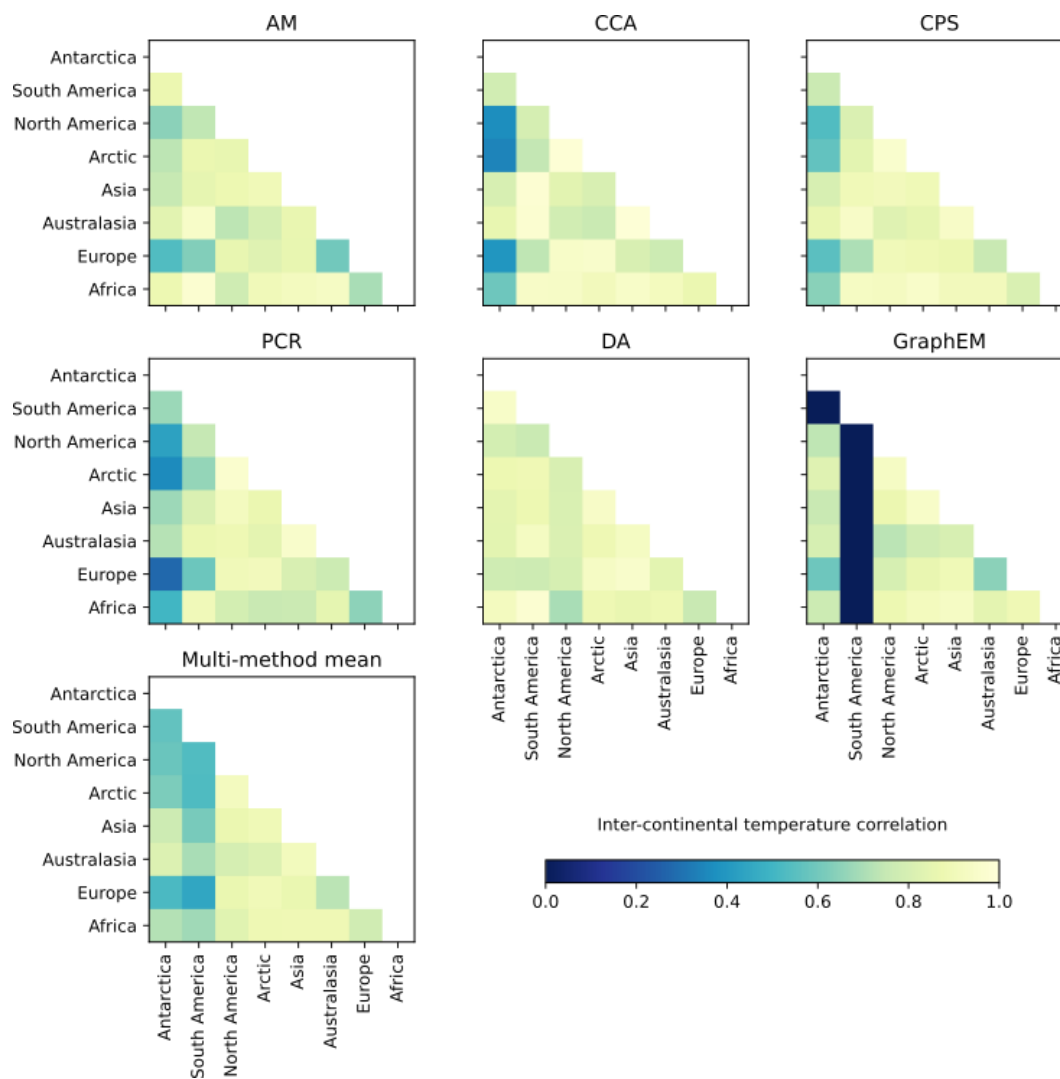 AM
CCA
CPS
Antarctica
South America
North America
Arctic
Asia
Australasia
Europe
Africa
PCR
DA
GraphEM
Antarctica
South America
North America
Arctic
Asia
Australasia
Europe
Africa
Antarctica
South America
North America
Arctic
Asia
Australasia
Europe
Africa
Antarctica
South America
North America
Arctic
Asia
Australasia
Europe
Africa
Multi-method mean
Antarctica
South America
North America
Arctic
Asia
Australasia
Europe
Africa
Antarctica
South America
North America
Arctic
Asia
Australasia
Europe
Africa
Inter-continental temperature correlation
0.0 0.2 0.4 0.6 0.8 1.0